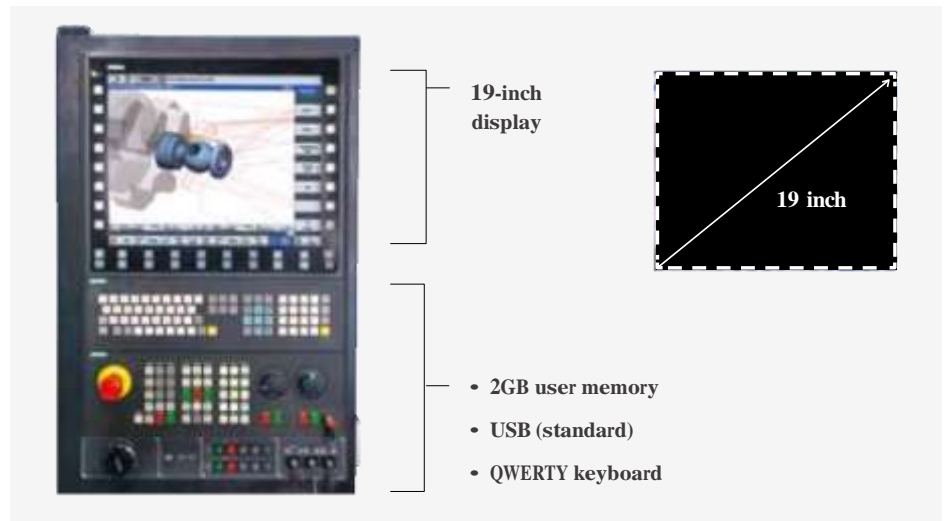 19-inch
display
19 inch
• 2GB user memory
• USB (standard)
• QWERTY keyboard